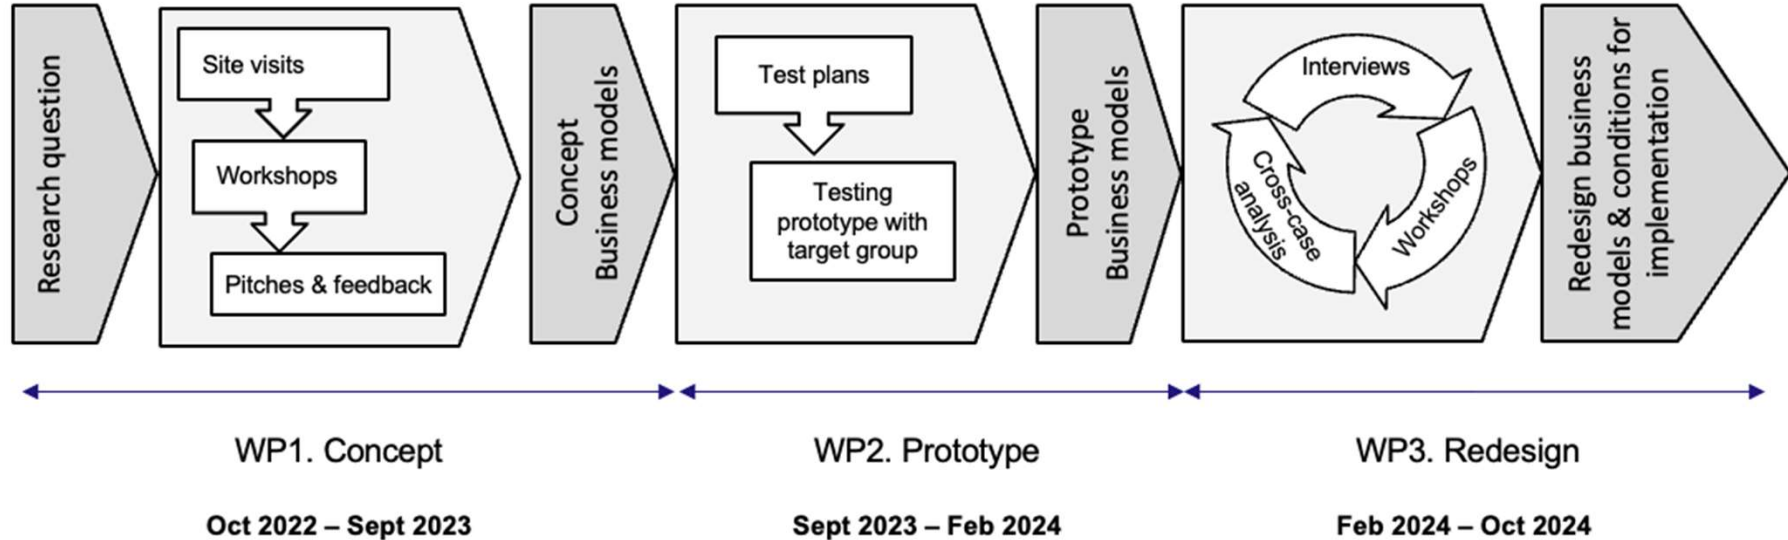 Research question
Site visits
Workshops
Pitches & feedback
Concept
Business models
Test plans
Testing
prototype with
target group
Prototype
Business models
Interviews
Workshops
Cross-case
analysis
Redesign business
models & conditions for
implementation
WP1. Concept
WP2. Prototype
WP3. Redesign
Oct 2022 – Sept 2023
Sept 2023 – Feb 2024
Feb 2024 – Oct 2024